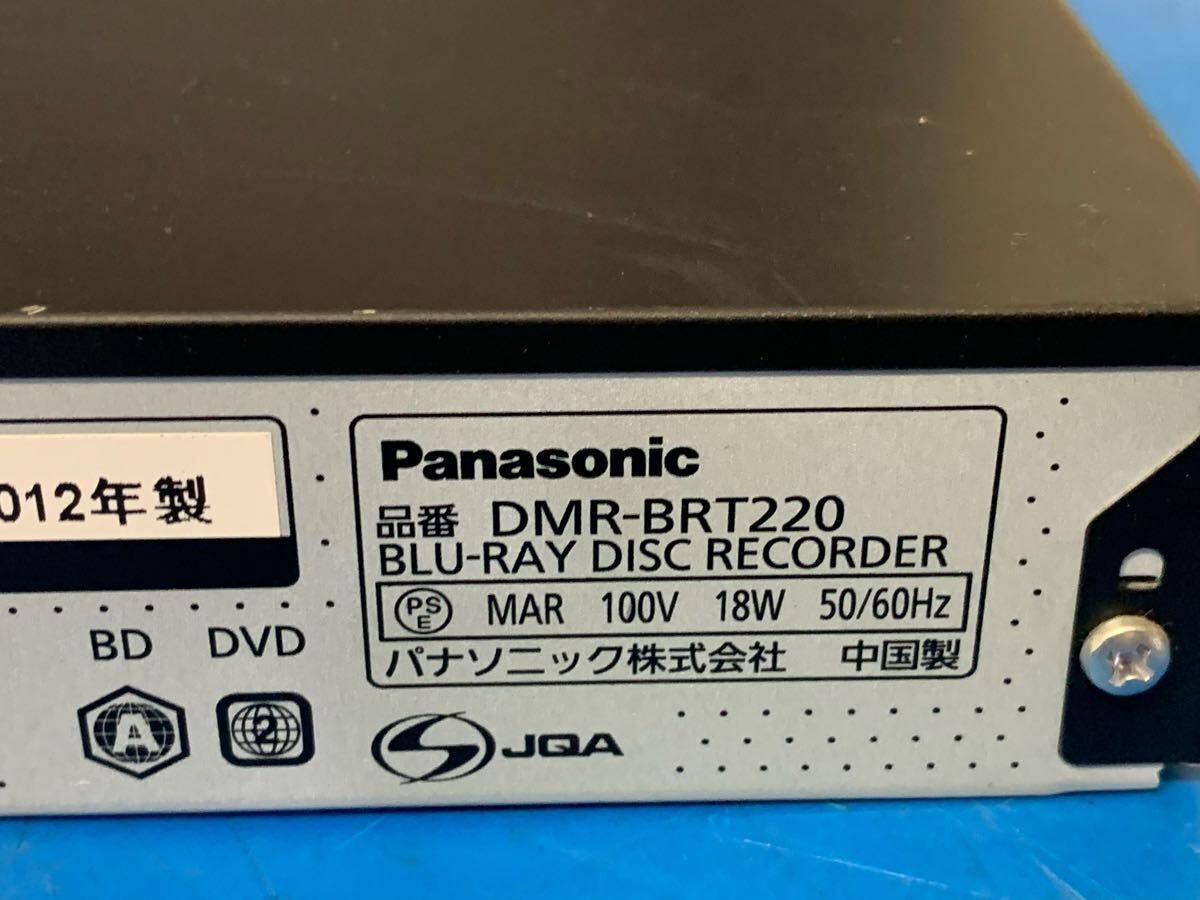 012年製
BD DVD
A 2
Panasonic
品番 DMR-BRT220
BLU-RAY DISC RECORDER
PSE MAR 100V 18W 50/60Hz
パナソニック株式会社 中国製
JQA